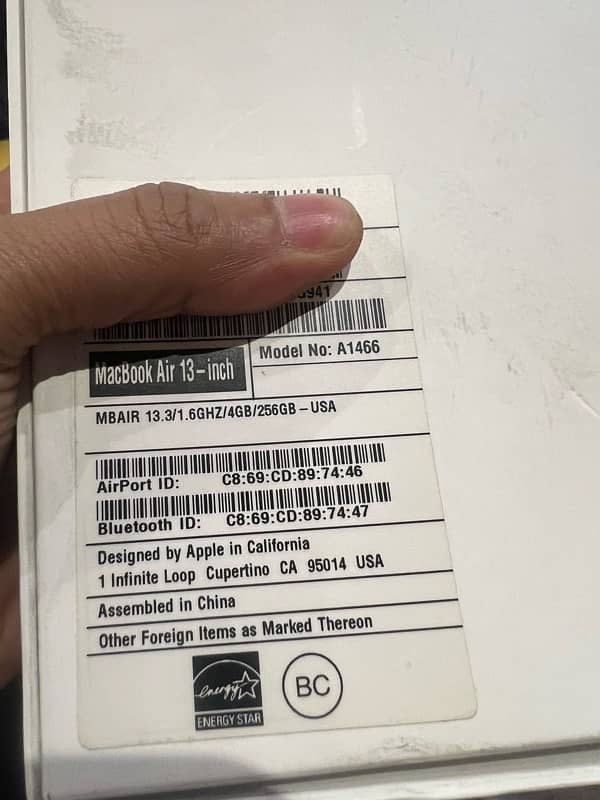 MacBook Air 13-inch
Model No: A1466
MBAIR 13.3/1.6GHZ/4GB/256GB-USA
AirPort ID: C8:69:CD:89:74:46
Bluetooth ID: C8:69:CD:89:74:47
Designed by Apple in California
1 Infinite Loop Cupertino CA 95014 USA
Assembled in China
Other Foreign Items as Marked Thereon
energy
ENERGY STAR
BC